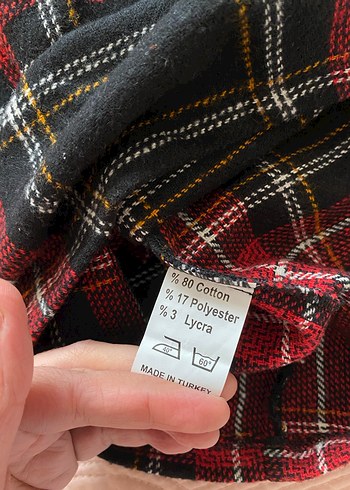 % 80 Cotton
% 17 Polyester
% 3 Lycra
40° 60°
MADE IN TURKEY